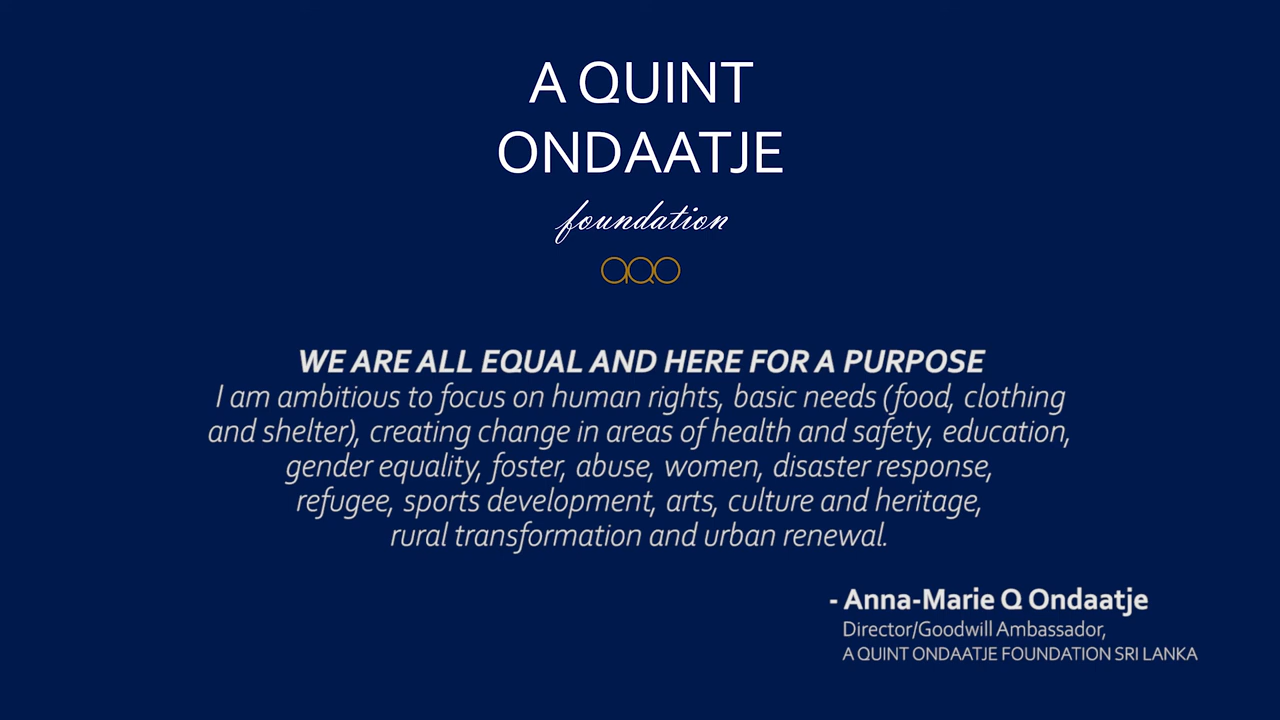 A QUINT
ONDAATJE
foundation
aqo
WE ARE ALL EQUAL AND HERE FOR A PURPOSE
I am ambitious to focus on human rights, basic needs (food, clothing
and shelter), creating change in areas of health and safety, education,
gender equality, foster, abuse, women, disaster response,
refugee, sports development, arts, culture and heritage,
rural transformation and urban renewal.
- Anna-Marie Q Ondaatje
Director/Goodwill Ambassador,
A QUINT ONDAATJE FOUNDATION SRI LANKA